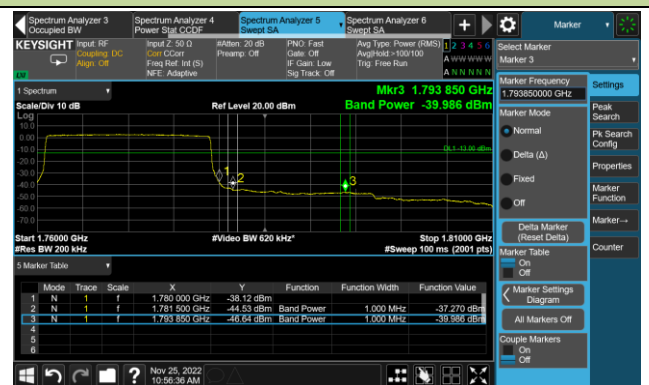 Spectrum Analyzer 3 Spectrum Analyzer 4 Spectrum Analyzer 5 Spectrum Analyzer 6 Marker
Occupied BW Power Stat CCDF Swept SA Swept SA
KEYSIGHT Input: RF Input Z: 50 Ω #Atten: 20 dB PNO: Fast Avg Type: Power (RMS) 1 2 3 4 5 6 Select Marker
Coupling: DC Corr CCorr Preamp: Off Gate: Off Avg|Hold:>100/100 A W W W W W Marker 3
Align: Off Freq Ref: Int (S) IF Gain: Low Trig: Free Run
NFE: Adaptive Sig Track: Off A N N N N N
1 Spectrum Mkr3 1.793 850 GHz
Scale/Div 10 dB Ref Level 20.00 dBm Band Power -39.986 dBm
Log
10.0
0.00
-10.0
DL1 -13.00 dBm
-20.0
-30.0
-40.0
-50.0
-60.0
-70.0
1
2
3
Start 1.76000 GHz #Video BW 620 kHz* Stop 1.81000 GHz
#Res BW 200 kHz #Sweep 100 ms (2001 pts)
5 Marker Table
Mode Trace Scale X Y Function Function Width Function Value
1 N 1 f 1.780 000 GHz -38.12 dBm
2 N 1 f 1.781 500 GHz -44.53 dBm Band Power 1.000 MHz -37.270 dBm
3 N 1 f 1.793 850 GHz -46.64 dBm Band Power 1.000 MHz -39.986 dBm
4
5
6
Nov 25, 2022
10:56:36 AM
Marker Frequency
1.793850000 GHz
Marker Mode
Normal
Delta (Δ)
Fixed
Off
Delta Marker
(Reset Delta)
Marker Table
On
Off
Marker Settings
Diagram
All Markers Off
Couple Markers
On
Off
Settings
Peak
Search
Pk Search
Config
Properties
Marker
Function
Marker→
Counter